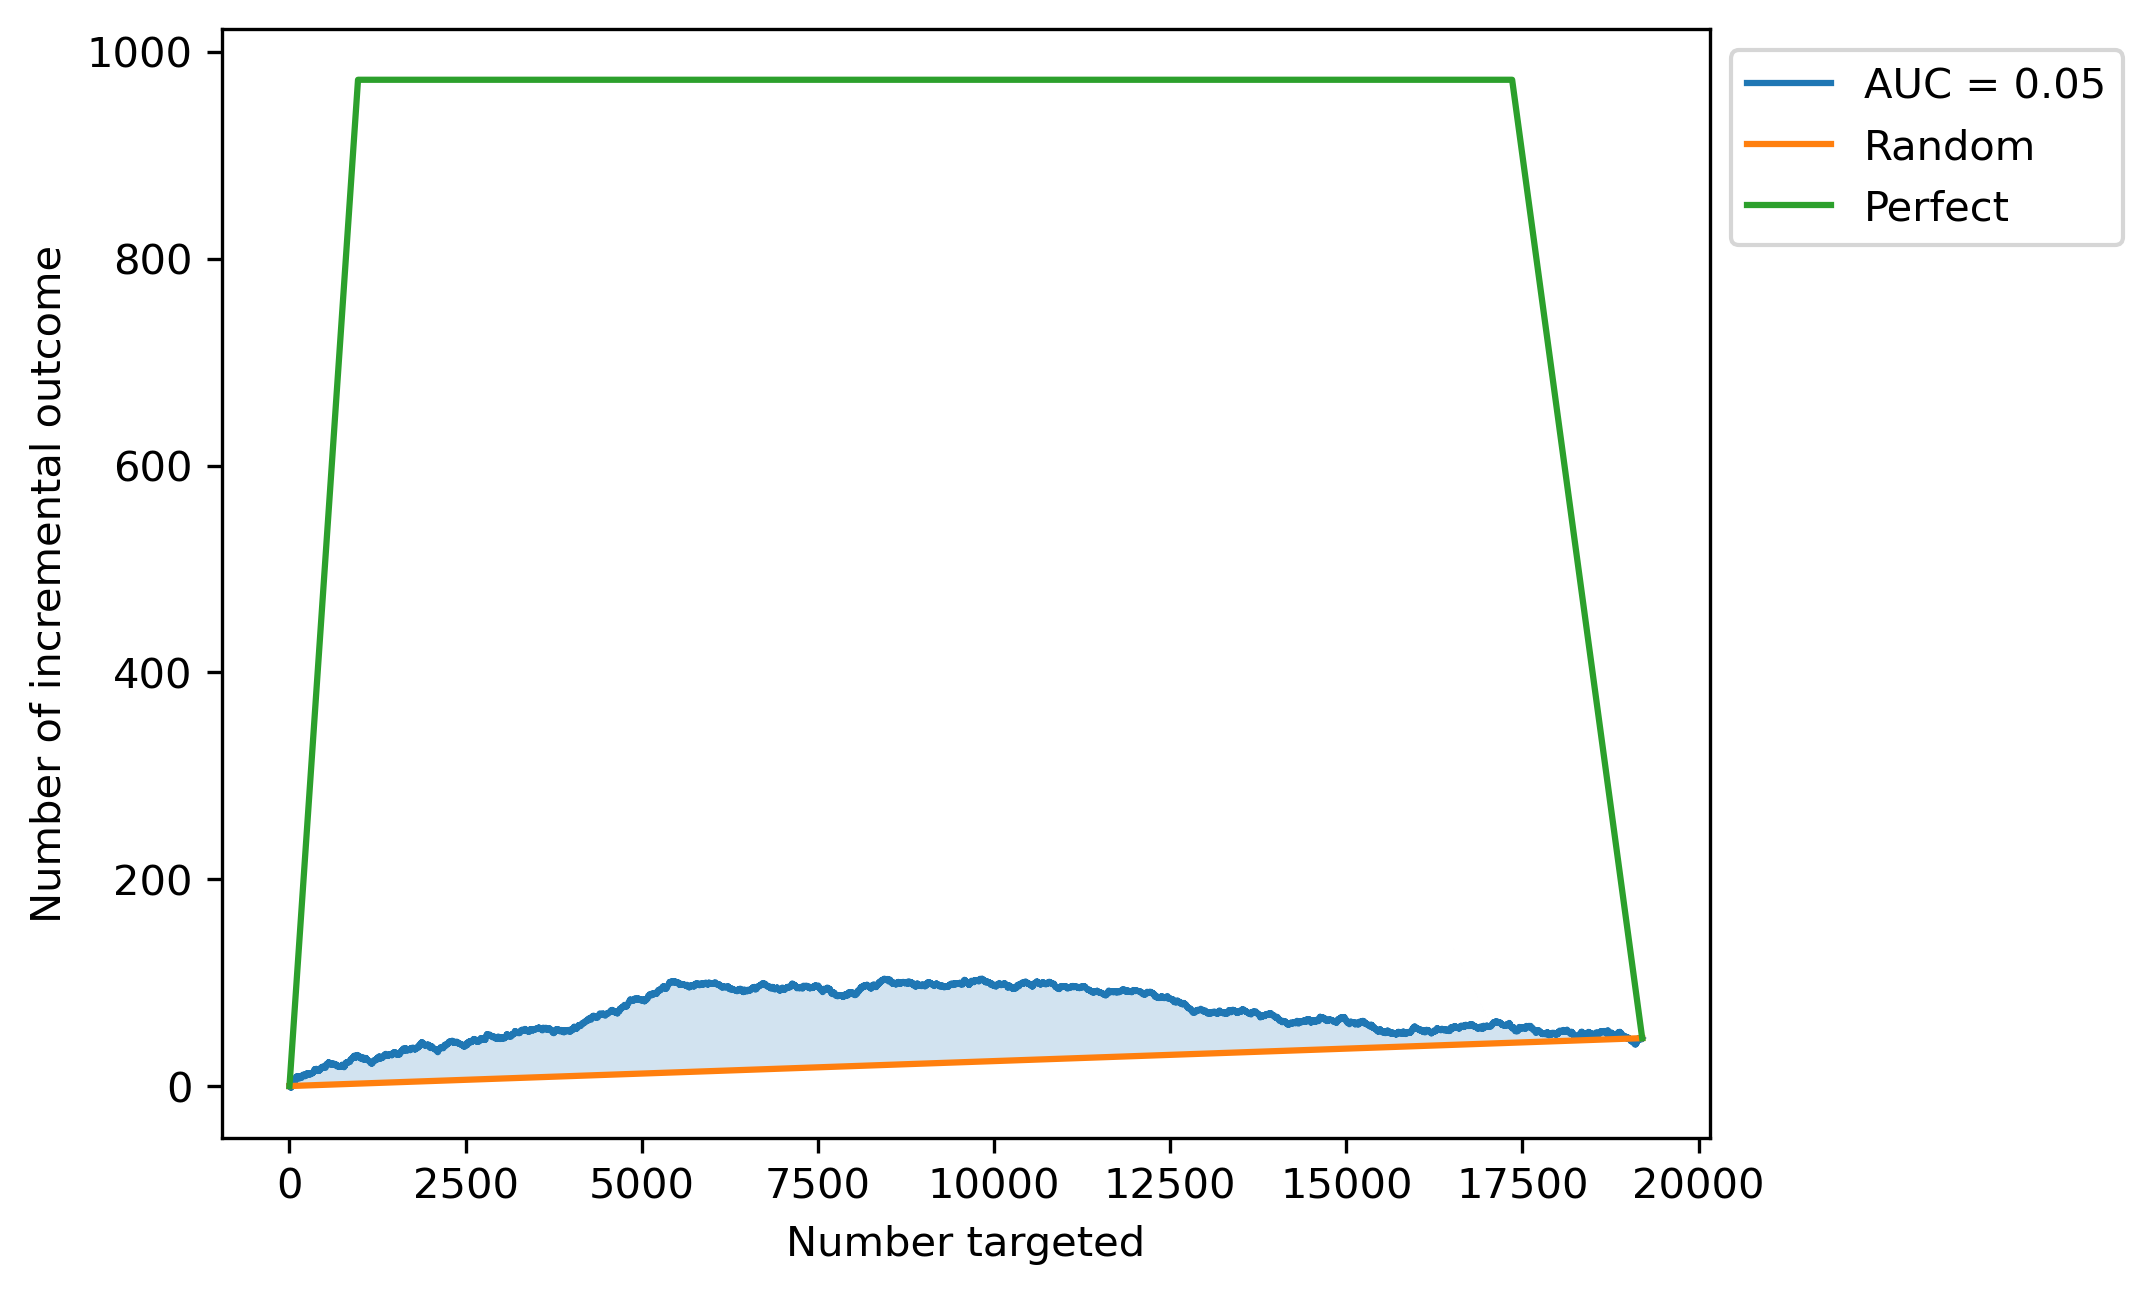 1000
800
600
400
200
0
Number of incremental outcome
0 2500 5000 7500 10000 12500 15000 17500 20000
Number targeted
AUC = 0.05
Random
Perfect